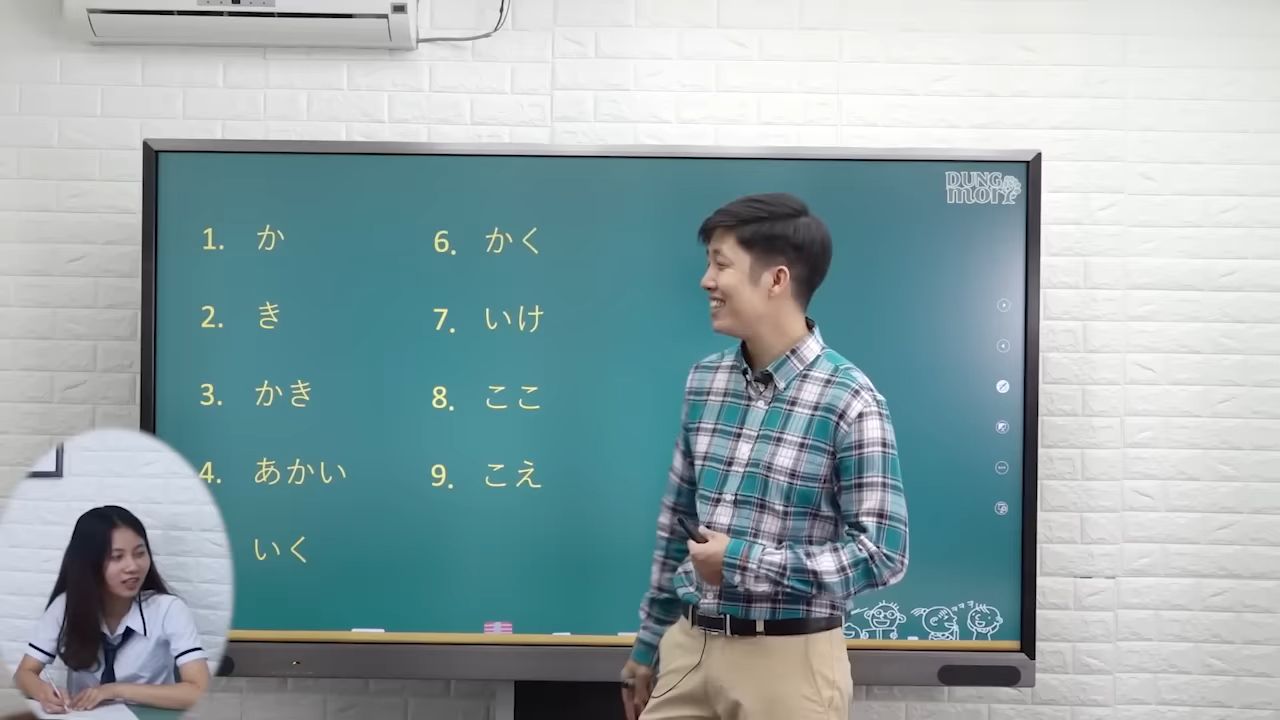 DUNG
mori
1. か
2. き
3. かき
4. あかい
いく
6. かく
7. いけ
8. ここ
9. こえ